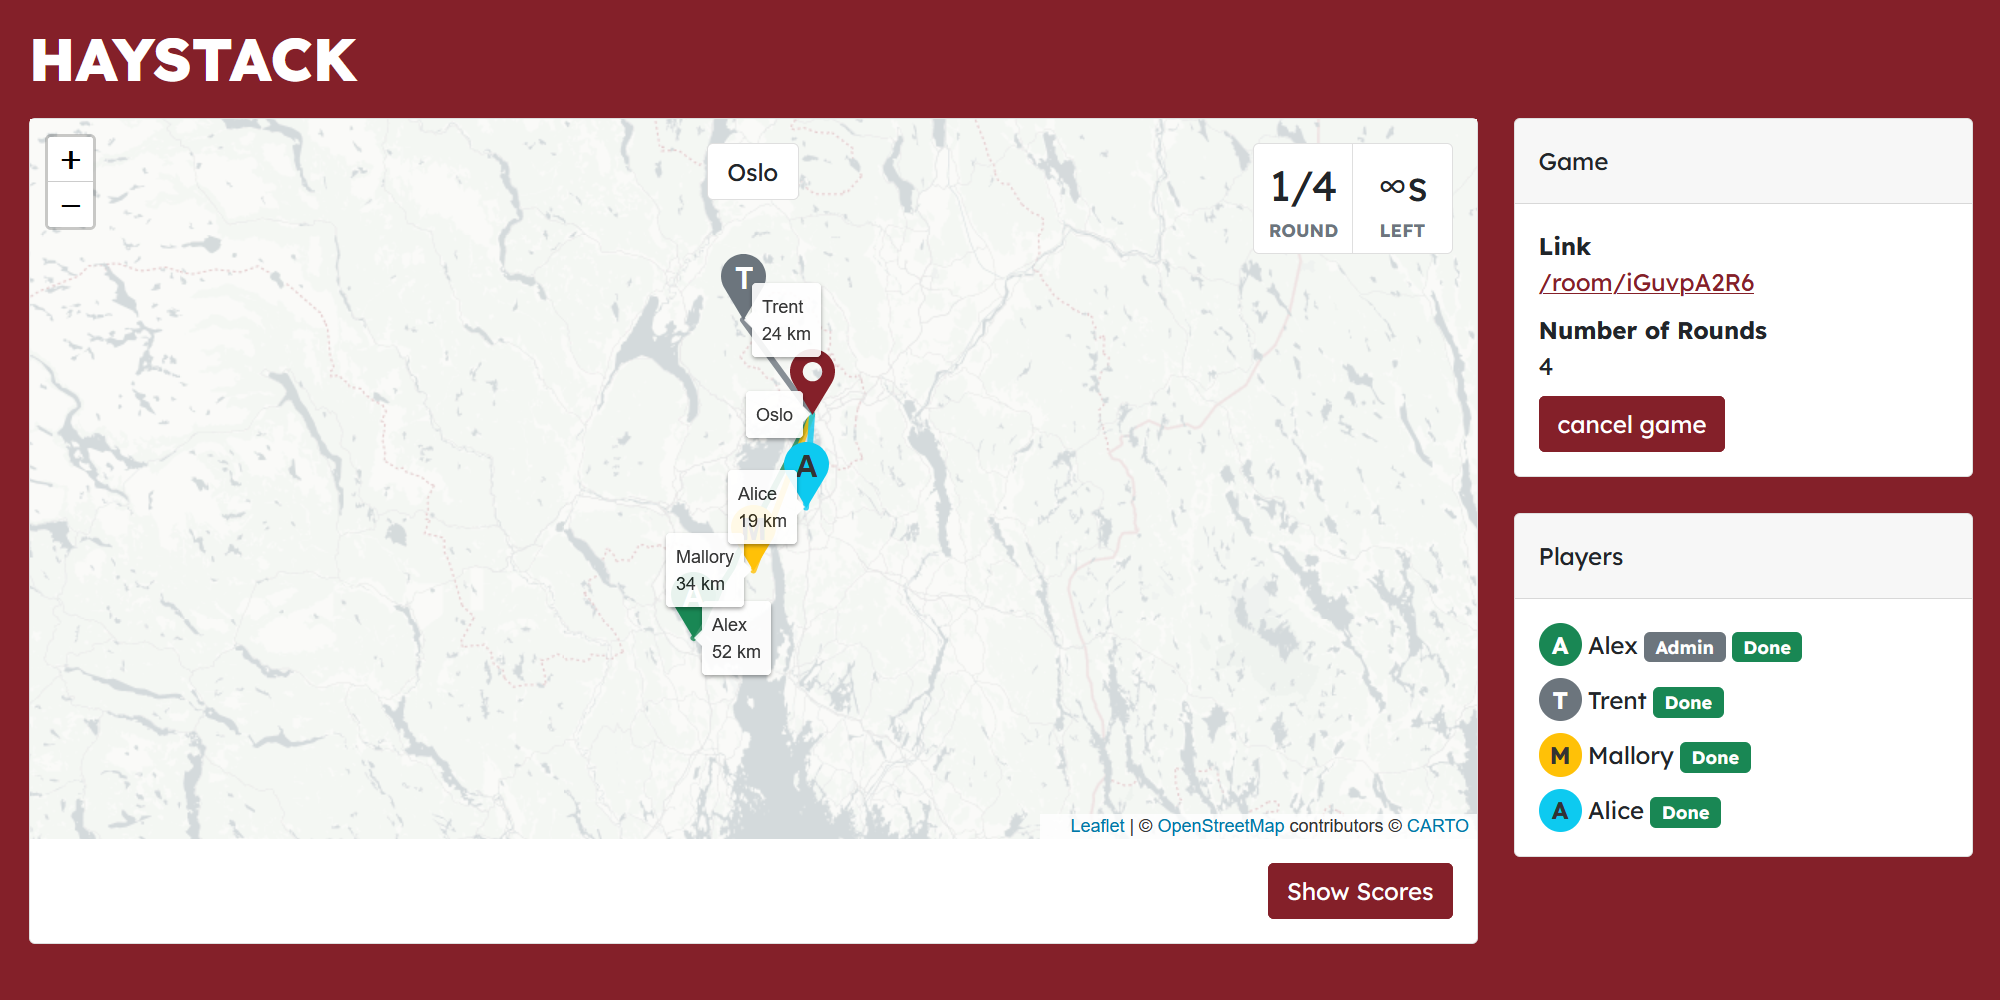 HAYSTACK
+
−
Oslo
1/4
ROUND
∞s
LEFT
T
Trent
24 km
Oslo
A
Alice
19 km
M
Mallory
34 km
A
Alex
52 km
Leaflet | © OpenStreetMap contributors © CARTO
Show Scores
Game
Link
/room/iGuvpA2R6
Number of Rounds
4
cancel game
Players
A Alex Admin Done
T Trent Done
M Mallory Done
A Alice Done